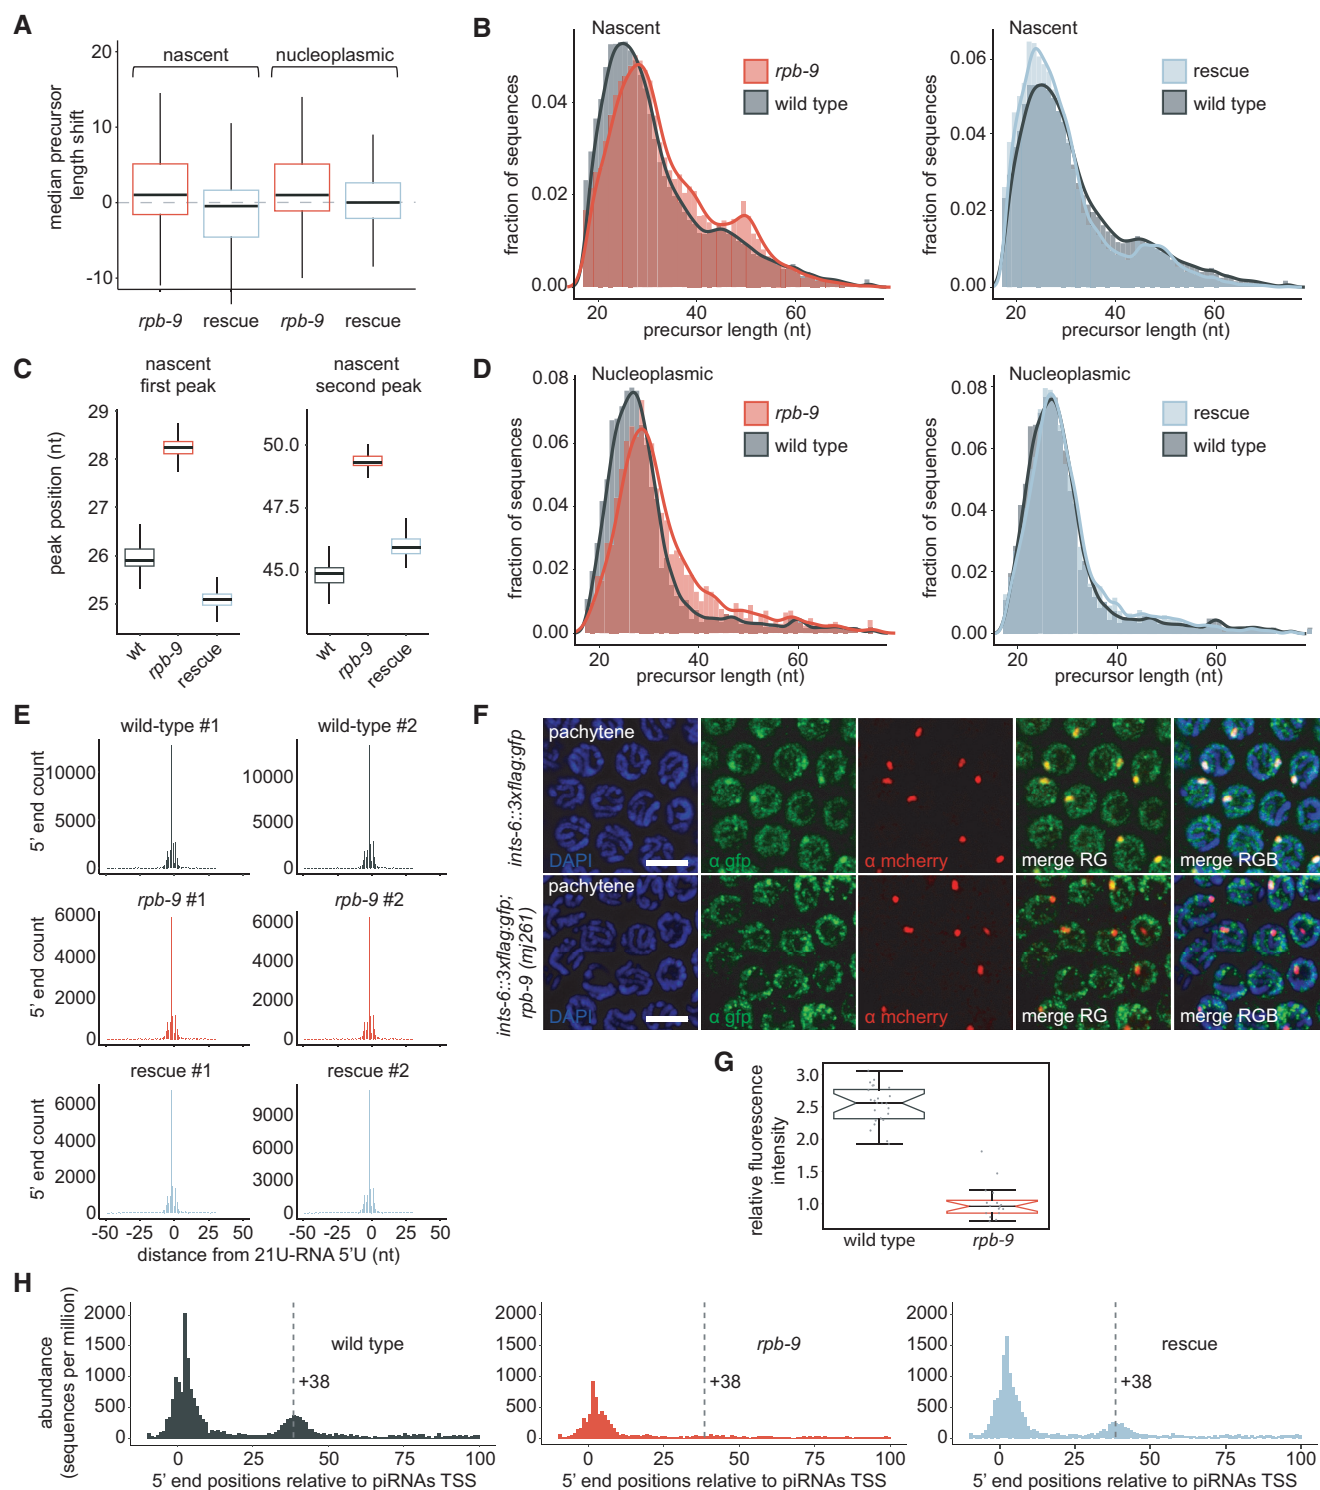 A
20
10
0
-10
median precursor
length shift
nascent
nucleoplasmic
rpb-9
rescue
rpb-9
rescue
B
Nascent
rpb-9
wild type
0.04
0.02
0.00
fraction of sequences
20
40
60
precursor length (nt)
Nascent
rescue
wild type
0.06
0.04
0.02
0.00
fraction of sequences
20
40
60
precursor length (nt)
C
nascent
first peak
29
28
27
26
25
peak position (nt)
wt
rpb-9
rescue
nascent
second peak
50.0
47.5
45.0
wt
rpb-9
rescue
D
Nucleoplasmic
rpb-9
wild type
0.08
0.06
0.04
0.02
0.00
fraction of sequences
20
40
60
precursor length (nt)
Nucleoplasmic
rescue
wild type
0.08
0.06
0.04
0.02
0.00
fraction of sequences
20
40
60
precursor length (nt)
E
wild-type #1
10000
5000
0
5' end count
wild-type #2
10000
5000
0
rpb-9 #1
6000
4000
2000
0
5' end count
rpb-9 #2
6000
4000
2000
0
rescue #1
6000
4000
2000
0
5' end count
-50 -25 0 25 50
rescue #2
9000
6000
3000
0
-50 -25 0 25 50
distance from 21U-RNA 5'U (nt)
F
ints-6::3xflag:gfp
pachytene
DAPI
α gfp
α mcherry
merge RG
merge RGB
ints-6::3xflag:gfp;
rpb-9 (mj261)
pachytene
DAPI
α gfp
α mcherry
merge RG
merge RGB
G
relative fluorescence
intensity
3.0
2.5
2.0
1.5
1.0
wild type
rpb-9
H
abundance
(sequences per million)
2000
1500
1000
500
0
wild type
+38
0 25 50 75 100
5' end positions relative to piRNAs TSS
2000
1500
1000
500
0
rpb-9
+38
0 25 50 75 100
5' end positions relative to piRNAs TSS
2000
1500
1000
500
0
rescue
+38
0 25 50 75 100
5' end positions relative to piRNAs TSS